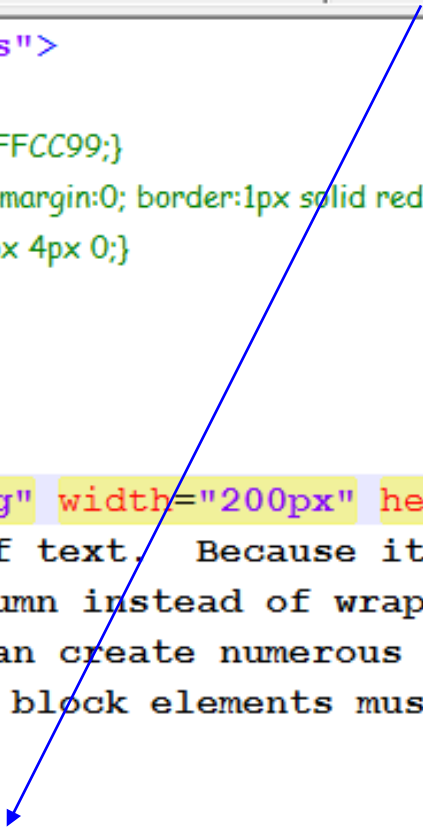 s">
FFCC99;}
margin:0; border:1px solid red
x 4px 0;}
g" width="200px" he
f text.  Because it
umn instead of wrap
an create numerous
block elements mus